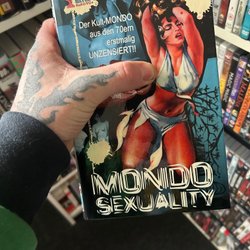 Der Kult-MONDO
aus den 70ern
erstmalig
UNZENSIERT!!
MONDO
SEXUALITY